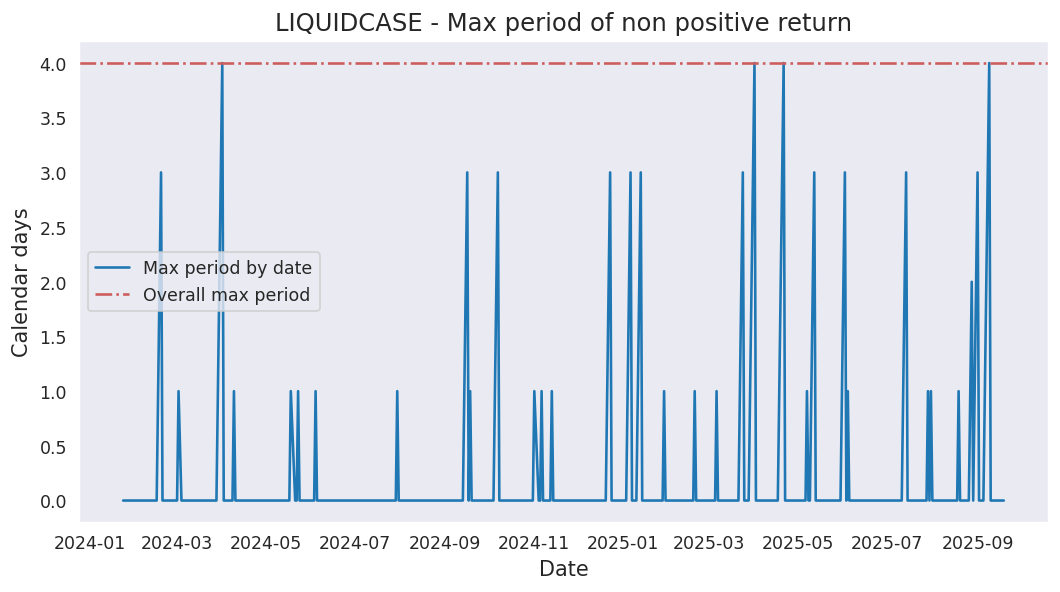 LIQUIDCASE - Max period of non positive return
Calendar days
4.0
3.5
3.0
2.5
2.0
1.5
1.0
0.5
0.0
Max period by date
Overall max period
2024-01 2024-03 2024-05 2024-07 2024-09 2024-11 2025-01 2025-03 2025-05 2025-07 2025-09
Date